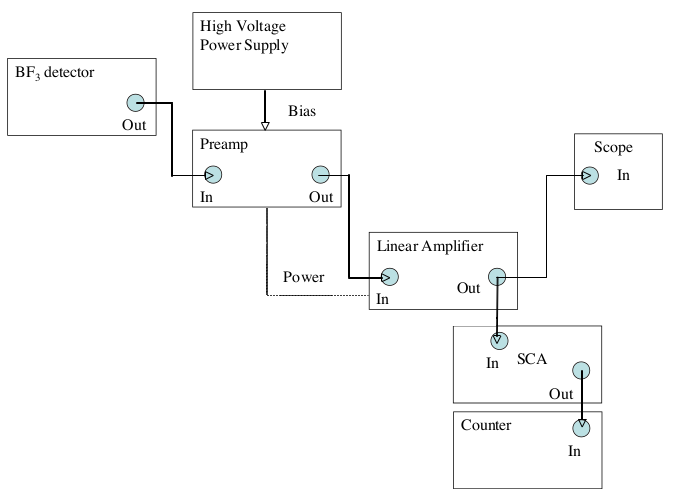 High Voltage
Power Supply
BF₃ detector
Out
Bias
Preamp
In
Out
Scope
In
Linear Amplifier
Power
In
Out
In
SCA
Out
Counter
In